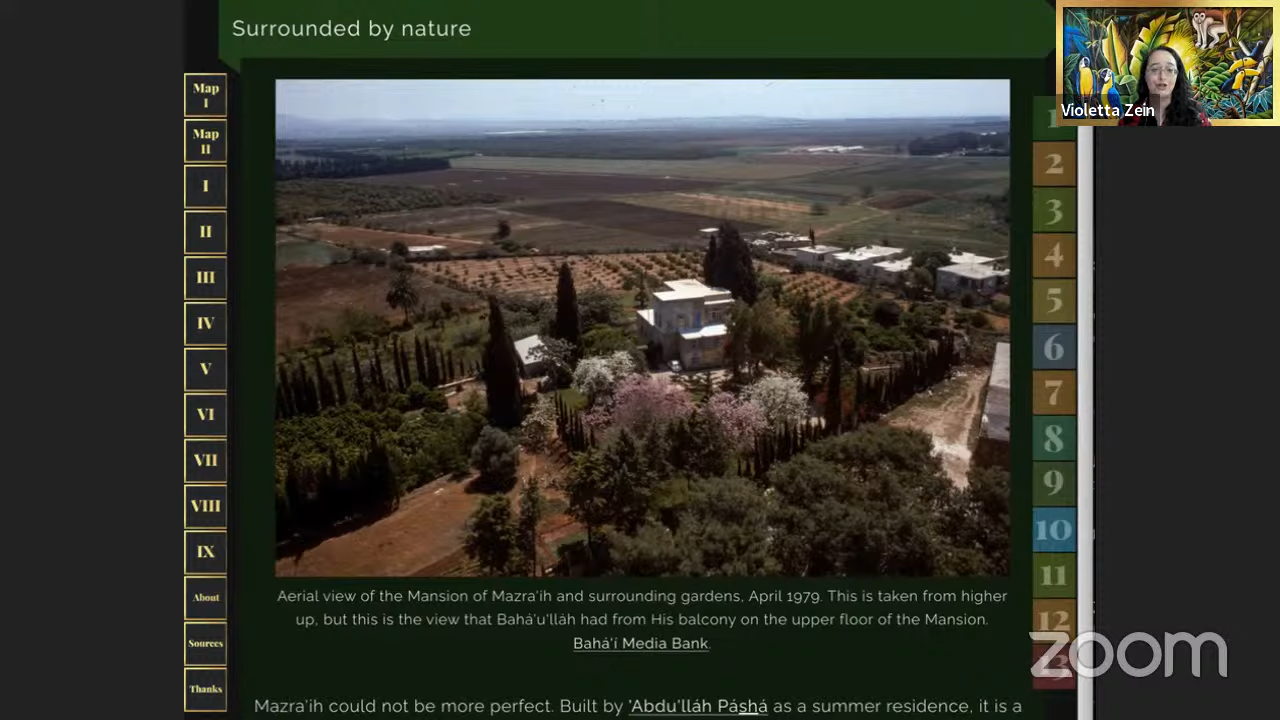 Surrounded by nature
Map
I
Map
II
I
II
III
IV
V
VI
VII
VIII
IX
About
Sources
Thanks
Violetta Zein
1
2
3
4
5
6
7
8
9
10
11
12
13
zoom
Aerial view of the Mansion of Mazra'ih and surrounding gardens, April 1979. This is taken from higher
up, but this is the view that Bahá'u'lláh had from His balcony on the upper floor of the Mansion.
Bahá'í Media Bank.
Mazra'ih could not be more perfect. Built by 'Abdu'lláh Páshá as a summer residence, it is a